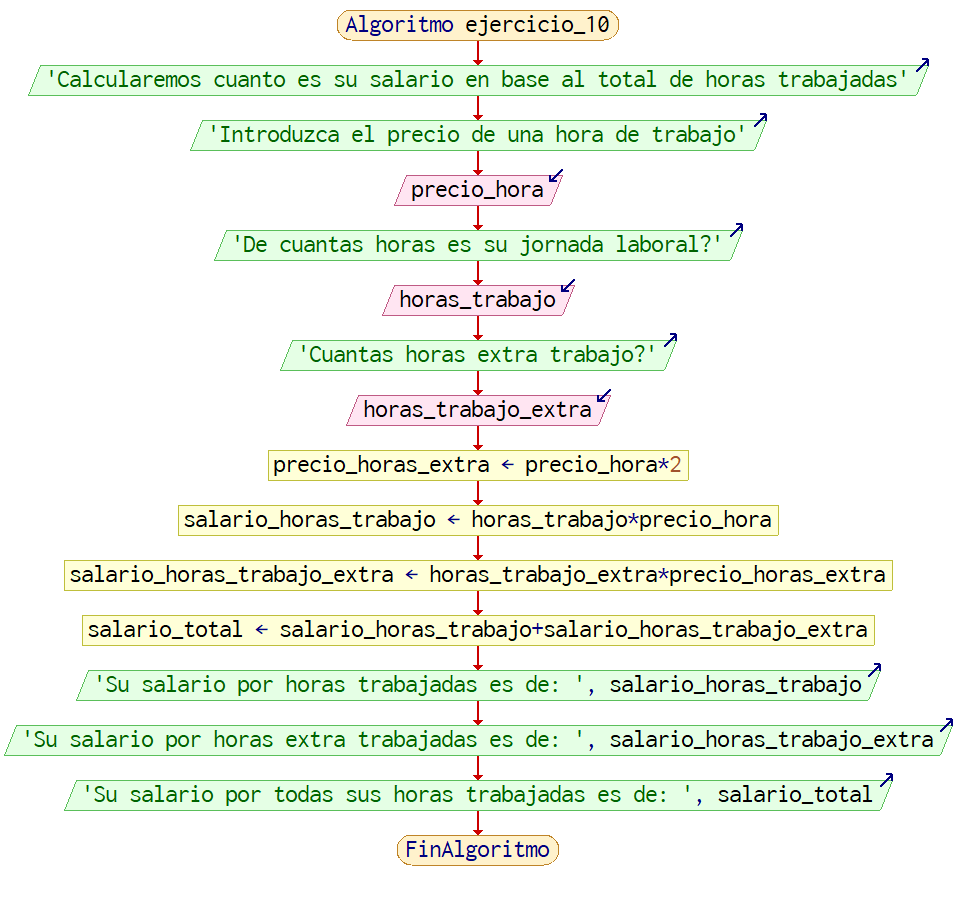 Algoritmo ejercicio_10
'Calcularemos cuanto es su salario en base al total de horas trabajadas'
'Introduzca el precio de una hora de trabajo'
precio_hora
'De cuantas horas es su jornada laboral?'
horas_trabajo
'Cuantas horas extra trabajo?'
horas_trabajo_extra
precio_horas_extra ← precio_hora*2
salario_horas_trabajo ← horas_trabajo*precio_hora
salario_horas_trabajo_extra ← horas_trabajo_extra*precio_horas_extra
salario_total ← salario_horas_trabajo+salario_horas_trabajo_extra
'Su salario por horas trabajadas es de: ', salario_horas_trabajo
'Su salario por horas extra trabajadas es de: ', salario_horas_trabajo_extra
'Su salario por todas sus horas trabajadas es de: ', salario_total
FinAlgoritmo